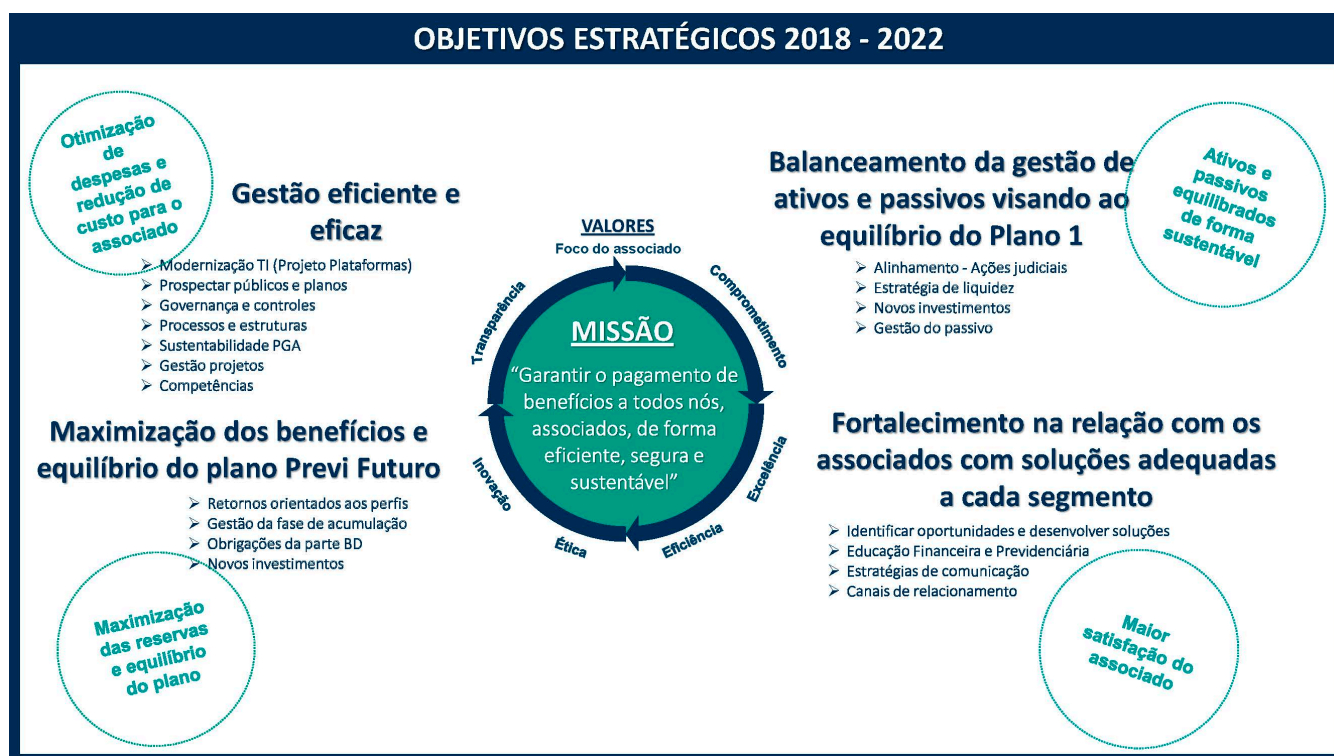 OBJETIVOS ESTRATÉGICOS 2018 - 2022
Otimização
de
despesas e
redução de
custo para o
associado
Gestão eficiente e
eficaz
➢ Modernização TI (Projeto Plataformas)
➢ Prospectar públicos e planos
➢ Governança e controles
➢ Processos e estruturas
➢ Sustentabilidade PGA
➢ Gestão projetos
➢ Competências
Maximização dos benefícios e
equilíbrio do plano Previ Futuro
➢ Retornos orientados aos perfis
➢ Gestão da fase de acumulação
➢ Obrigações da parte BD
➢ Novos investimentos
Maximização
das reservas
e equilíbrio
do plano
VALORES
Foco do associado
Comprometimento
Excelência
Eficiência
Ética
Inovação
Transparência
MISSÃO
“Garantir o pagamento de
benefícios a todos nós,
associados, de forma
eficiente, segura e
sustentável”
Balanceamento da gestão de
ativos e passivos visando ao
equilíbrio do Plano 1
➢ Alinhamento - Ações judiciais
➢ Estratégia de liquidez
➢ Novos investimentos
➢ Gestão do passivo
Ativos e
passivos
equilibrados
de forma
sustentável
Fortalecimento na relação com os
associados com soluções adequadas
a cada segmento
➢ Identificar oportunidades e desenvolver soluções
➢ Educação Financeira e Previdenciária
➢ Estratégias de comunicação
➢ Canais de relacionamento
Maior
satisfação do
associado